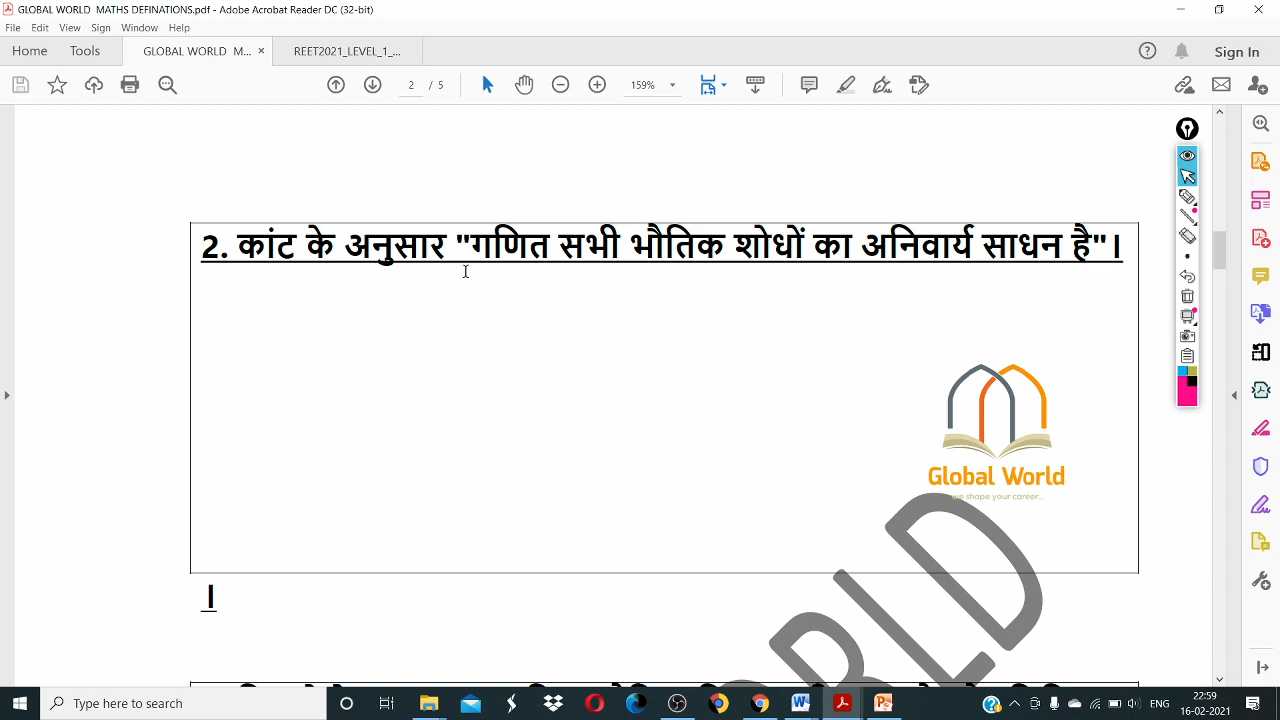 GLOBAL WORLD MATHS DEFINATIONS.pdf - Adobe Acrobat Reader DC (32-bit)
File Edit View Sign Window Help
Home Tools GLOBAL WORLD M... × REET2021_LEVEL_1_... Sign In
2 / 5 159%
2. कांट के अनुसार "गणित सभी भौतिक शोधों का अनिवार्य साधन है"।
Global World
we shape your career..
।
RLD
Type here to search
ENG
22:59
16-02-2021